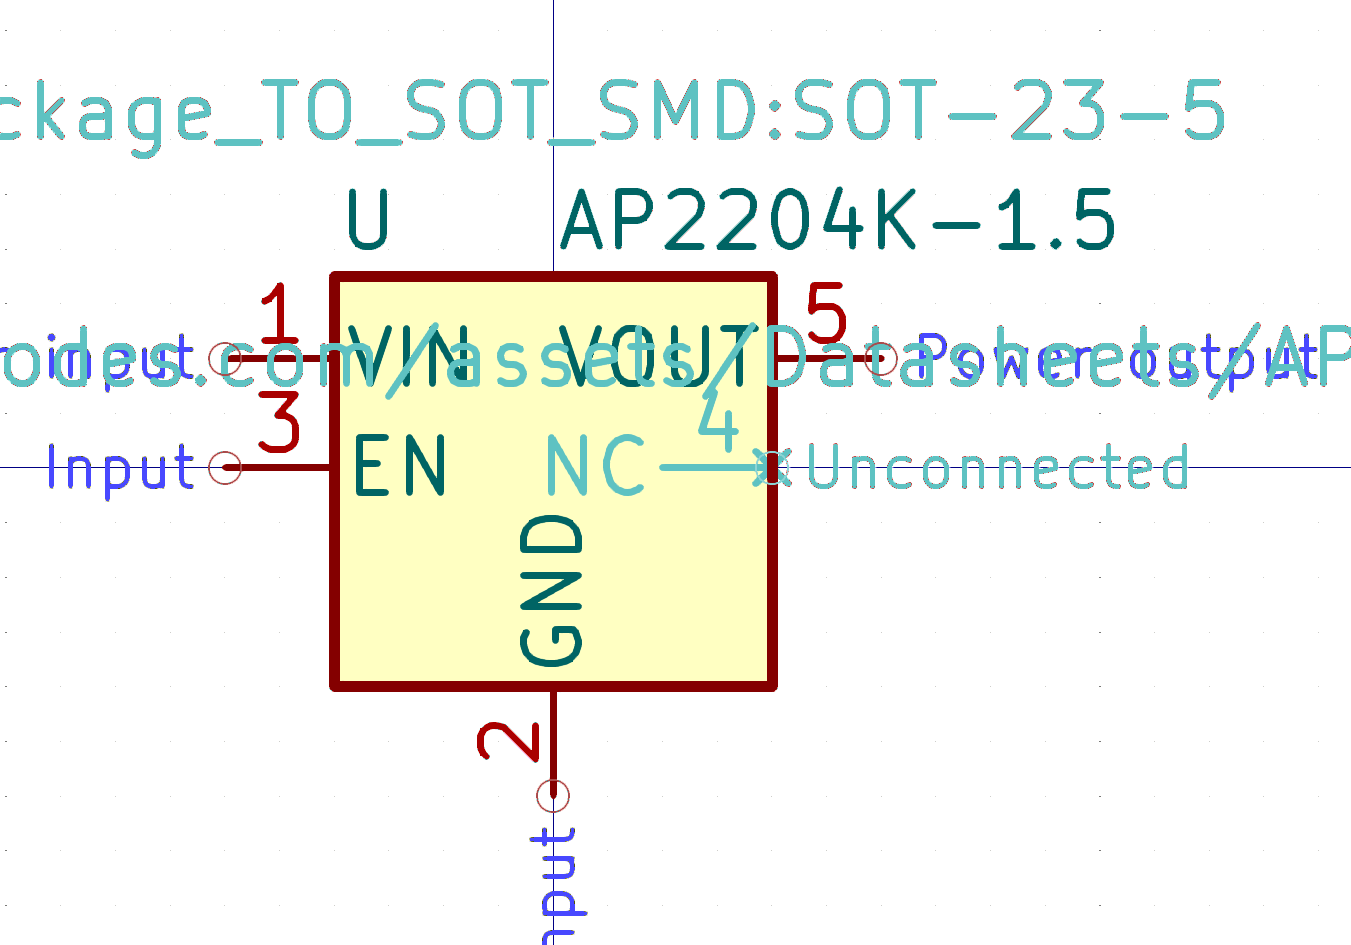 ckage_TO_SOT_SMD:SOT-23-5
U AP2204K-1.5
1 5
input VIN VOUT Power output
odes.com/assets/Datasheets/AP
3 4
Input EN NC Unconnected
GND
2
nput